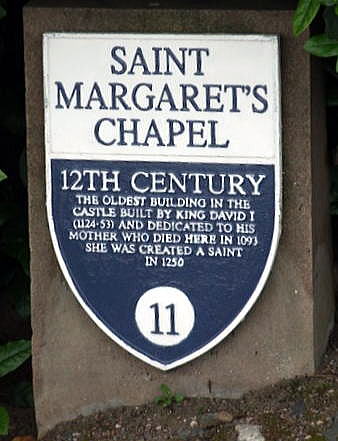 SAINT
MARGARET'S
CHAPEL
12TH CENTURY
THE OLDEST BUILDING IN THE
CASTLE BUILT BY KING DAVID I
(1124-53) AND DEDICATED TO HIS
MOTHER WHO DIED HERE IN 1093
SHE WAS CREATED A SAINT
IN 1250
11